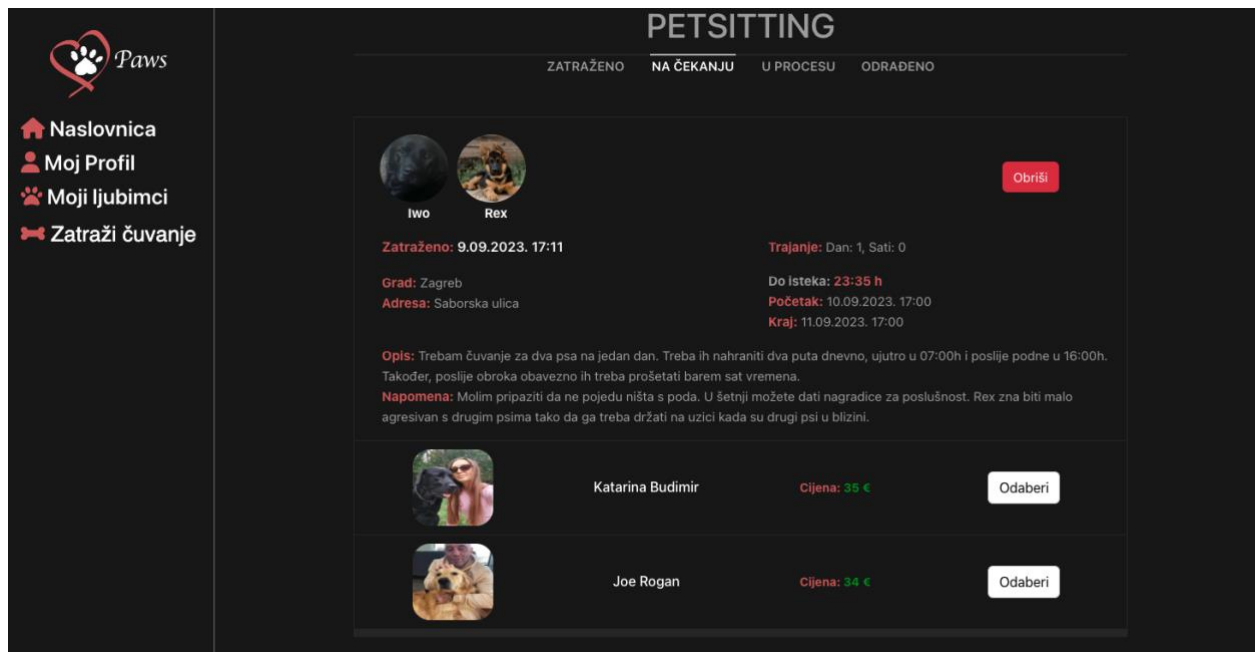 Paws
Naslovnica
Moj Profil
Moji ljubimci
Zatraži čuvanje
PETSITTING
ZATRAŽENO NA ČEKANJU U PROCESU ODRAĐENO
Iwo Rex
Obriši
Zatraženo: 9.09.2023. 17:11
Trajanje: Dan: 1, Sati: 0
Grad: Zagreb
Adresa: Saborska ulica
Do isteka: 23:35 h
Početak: 10.09.2023. 17:00
Kraj: 11.09.2023. 17:00
Opis: Trebam čuvanje za dva psa na jedan dan. Treba ih nahraniti dva puta dnevno, ujutro u 07:00h i poslije podne u 16:00h.
Također, poslije obroka obavezno ih treba prošetati barem sat vremena.
Napomena: Molim pripaziti da ne pojedu ništa s poda. U šetnji možete dati nagradice za poslušnost. Rex zna biti malo
agresivan s drugim psima tako da ga treba držati na uzici kada su drugi psi u blizini.
Katarina Budimir Cijena: 35 € Odaberi
Joe Rogan Cijena: 34 € Odaberi